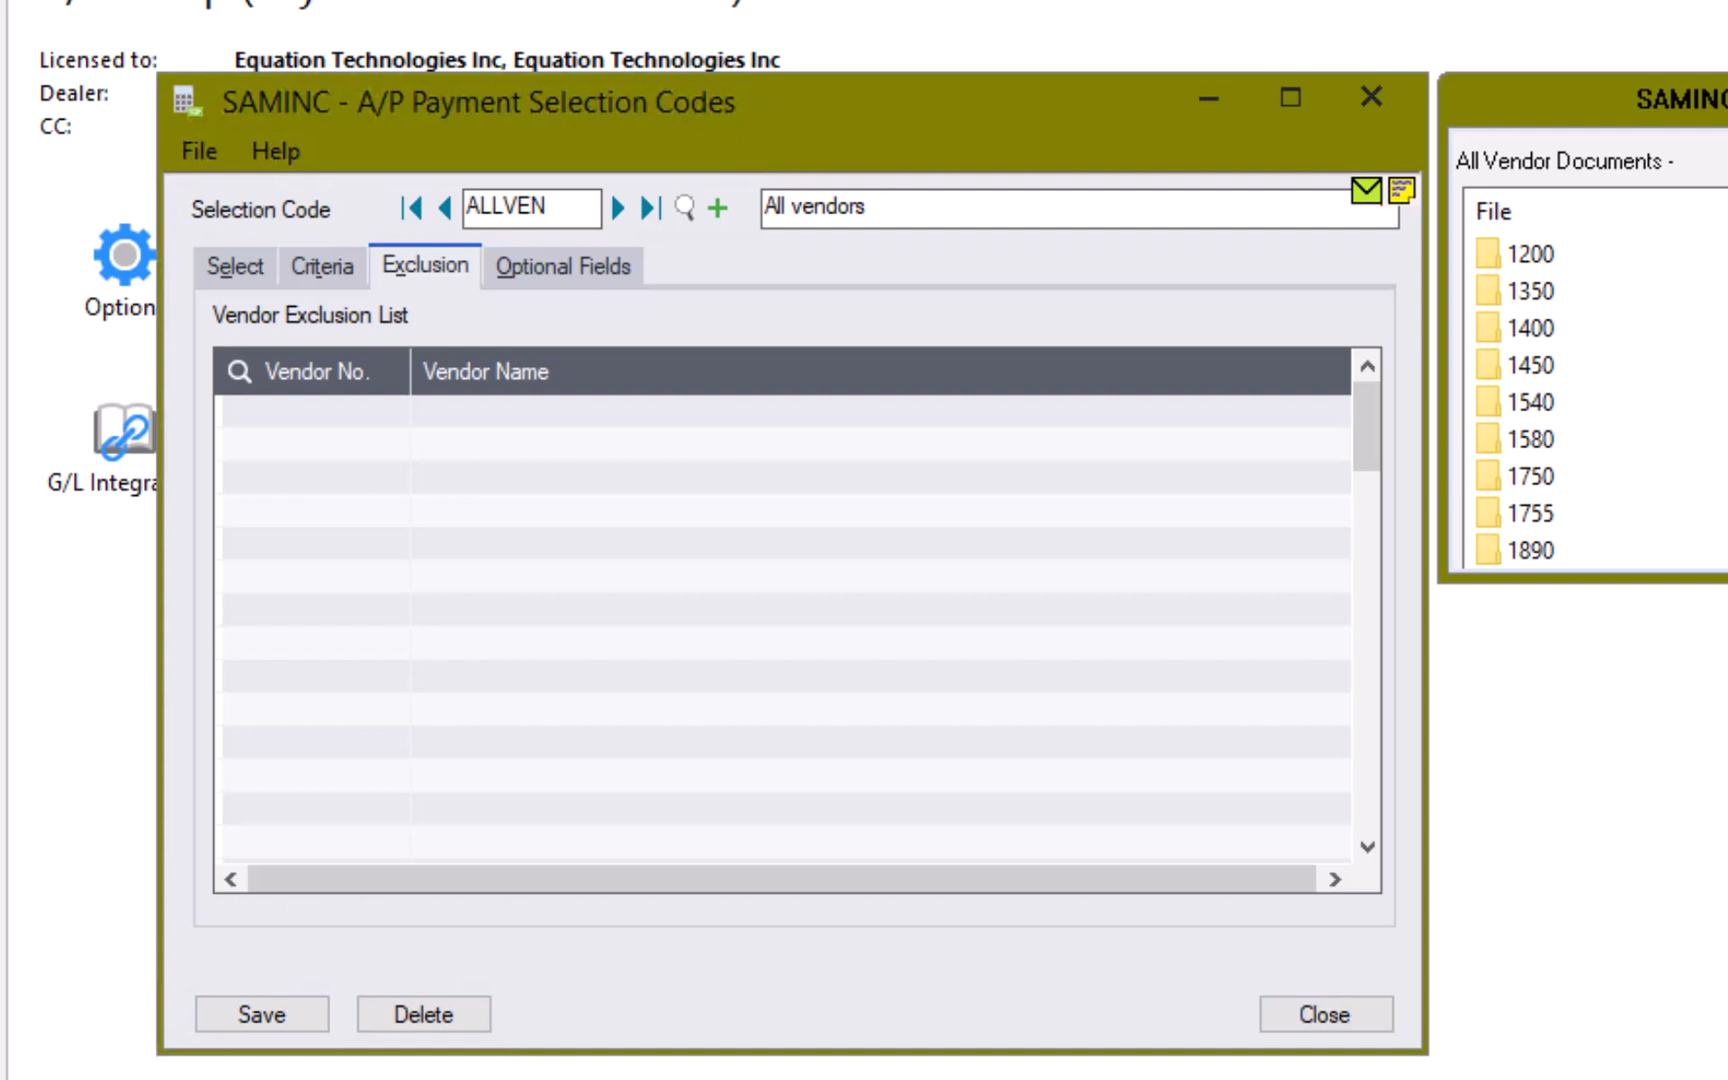 Licensed to: Equation Technologies Inc, Equation Technologies Inc
Dealer:
CC:
SAMINC - A/P Payment Selection Codes
File Help
Selection Code ALLVEN All vendors
Select Criteria Exclusion Optional Fields
Vendor Exclusion List
Vendor No. Vendor Name
Save Delete Close
Option
G/L Integra
SAMINC
All Vendor Documents -
File
1200
1350
1400
1450
1540
1580
1750
1755
1890